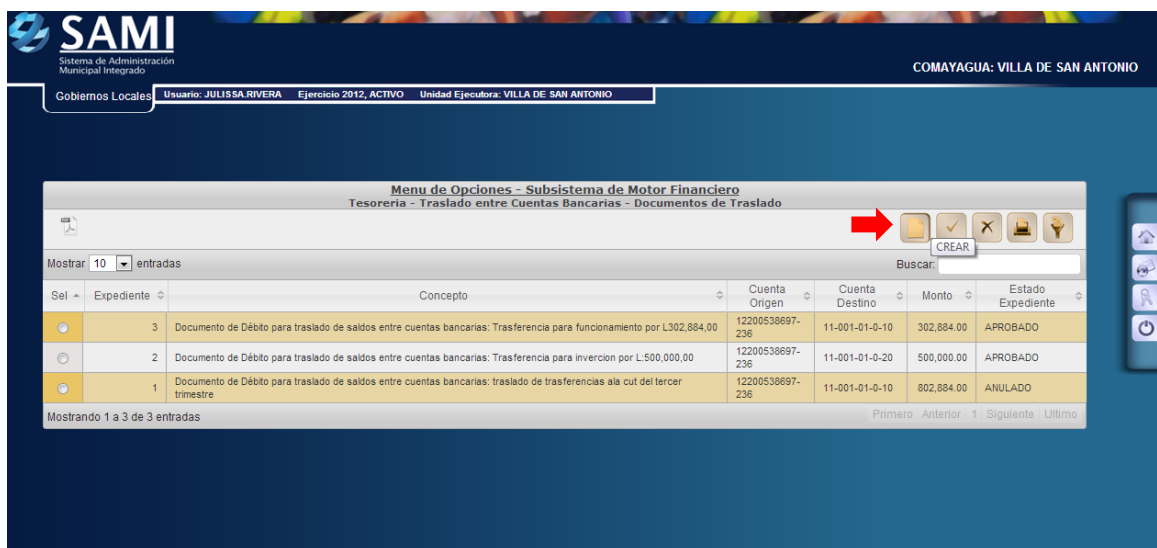 SAMI
Sistema de Administración
Municipal Integrado
COMAYAGUA: VILLA DE SAN ANTONIO
Gobiernos Locales
Usuario: JULISSA.RIVERA Ejercicio 2012, ACTIVO Unidad Ejecutora: VILLA DE SAN ANTONIO
Menu de Opciones - Subsistema de Motor Financiero
Tesoreria - Traslado entre Cuentas Bancarias - Documentos de Traslado
CREAR
Mostrar 10 entradas Buscar:
Sel Expediente Concepto Cuenta Origen Cuenta Destino Monto Estado Expediente
3 Documento de Débito para traslado de saldos entre cuentas bancarias: Trasferencia para funcionamiento por L302,884,00 12200538697-236 11-001-01-0-10 302,884.00 APROBADO
2 Documento de Débito para traslado de saldos entre cuentas bancarias: Trasferencia para invercion por L:500,000,00 12200538697-236 11-001-01-0-20 500,000.00 APROBADO
1 Documento de Débito para traslado de saldos entre cuentas bancarias: traslado de trasferencias ala cut del tercer trimestre 12200538697-236 11-001-01-0-10 802,884.00 ANULADO
Mostrando 1 a 3 de 3 entradas Primero Anterior 1 Siguiente Ultimo